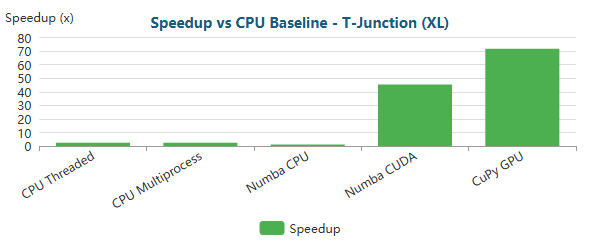 Speedup (x)
Speedup vs CPU Baseline - T-Junction (XL)
80
70
60
50
40
30
20
10
0
CPU Threaded
CPU Multiprocess
Numba CPU
Numba CUDA
CuPy GPU
Speedup